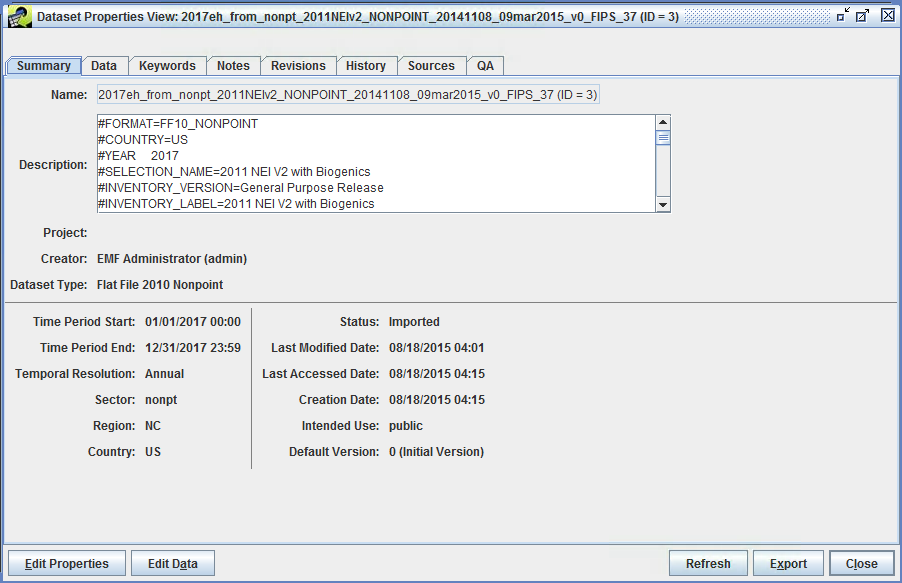 Dataset Properties View: 2017eh_from_nonpt_2011NEIv2_NONPOINT_20141108_09mar2015_v0_FIPS_37 (ID = 3)
Summary Data Keywords Notes Revisions History Sources QA
Name: 2017eh_from_nonpt_2011NEIv2_NONPOINT_20141108_09mar2015_v0_FIPS_37 (ID = 3)
Description:
#FORMAT=FF10_NONPOINT
#COUNTRY=US
#YEAR 2017
#SELECTION_NAME=2011 NEI V2 with Biogenics
#INVENTORY_VERSION=General Purpose Release
#INVENTORY_LABEL=2011 NEI V2 with Biogenics
Project:
Creator: EMF Administrator (admin)
Dataset Type: Flat File 2010 Nonpoint
Time Period Start: 01/01/2017 00:00
Time Period End: 12/31/2017 23:59
Temporal Resolution: Annual
Sector: nonpt
Region: NC
Country: US
Status: Imported
Last Modified Date: 08/18/2015 04:01
Last Accessed Date: 08/18/2015 04:15
Creation Date: 08/18/2015 04:15
Intended Use: public
Default Version: 0 (Initial Version)
Edit Properties Edit Data Refresh Export Close